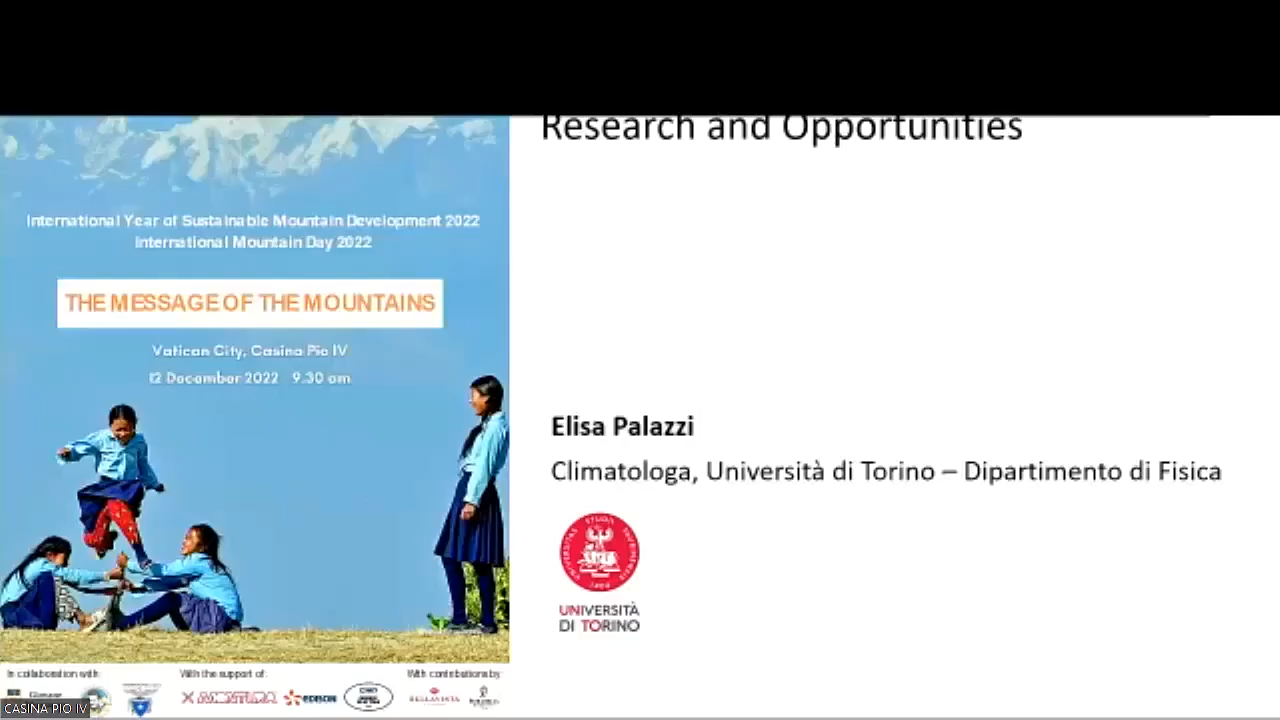 Research and Opportunities
International Year of Sustainable Mountain Development 2022
International Mountain Day 2022
THE MESSAGE OF THE MOUNTAINS
Vatican City, Casina Pio IV
12 December 2022 9.30 am
Elisa Palazzi
Climatologa, Università di Torino – Dipartimento di Fisica
UNIVERSITÀ
DI TORINO
In collaboration with:
With the support of:
With contributions by
EDISON
BELLAVISTA
CASINA PIO IV